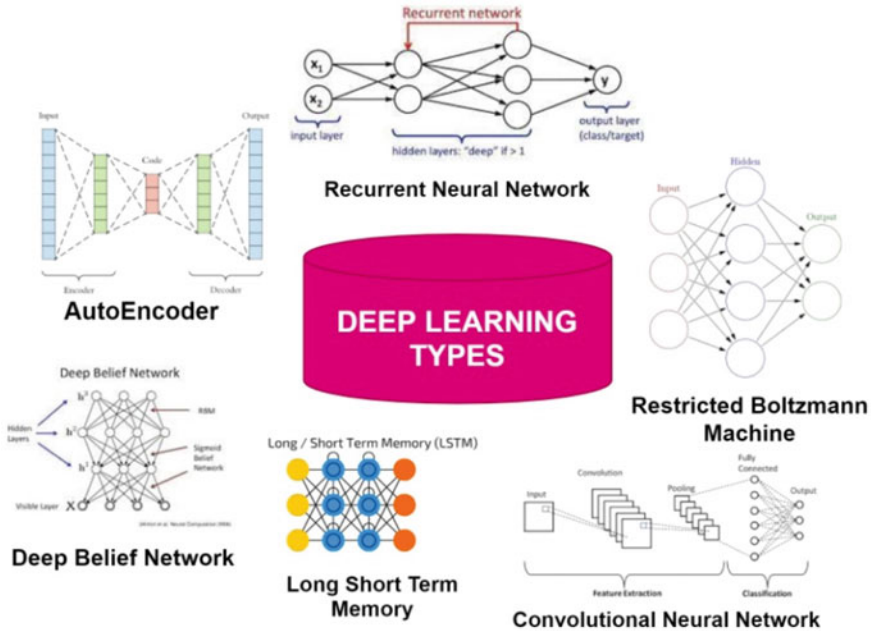 Recurrent network
x1
x2
y
input layer
hidden layers: "deep" if > 1
output layer
(class/target)
Recurrent Neural Network
Input
Output
Code
Encoder
Decoder
AutoEncoder
DEEP LEARNING
TYPES
Input
Hidden
Output
Restricted Boltzmann
Machine
Deep Belief Network
Hidden
Layers
h3
h2
h1
RBM
Sigmoid
Belief
Network
Visible Layer
X
Deep Belief Network
Long / Short Term Memory (LSTM)
Long Short Term
Memory
Input
Convolution
Pooling
Fully
Connected
Output
Feature Extraction
Classification
Convolutional Neural Network